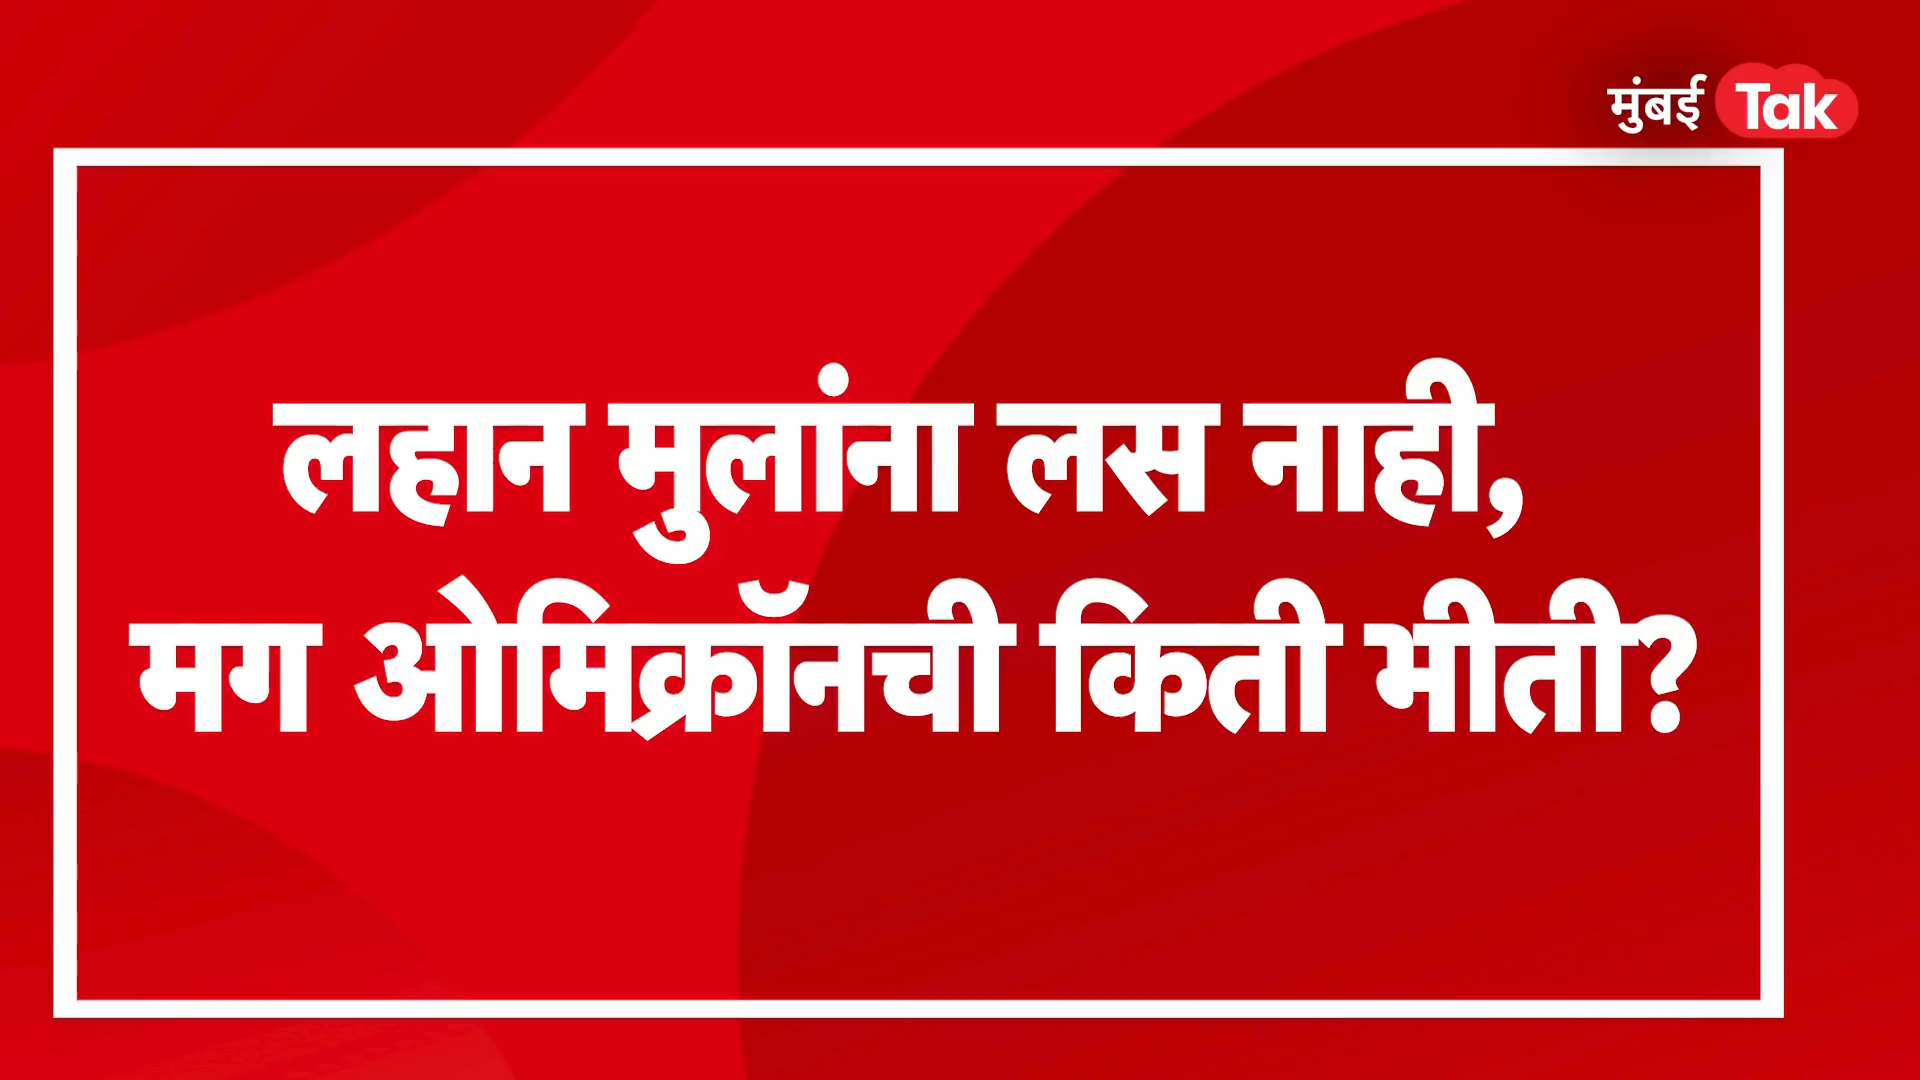 मुंबई Tak
लहान मुलांना लस नाही,
मग ओमिक्रॉनची किती भीती?